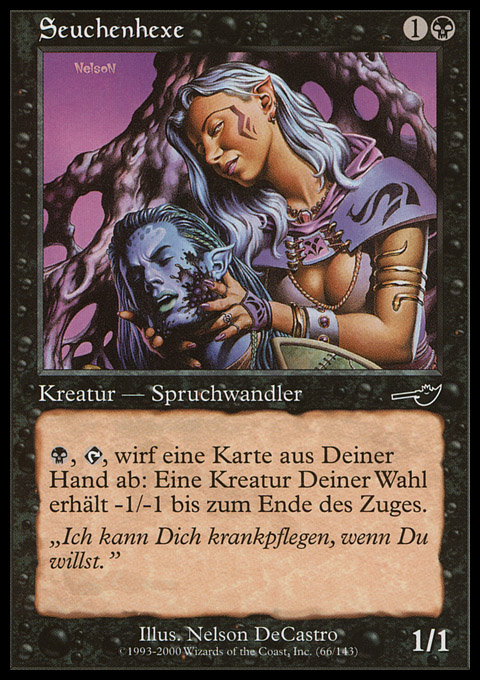 Seuchenhexe 1
NelsoN
Kreatur — Spruchwandler
, , wirf eine Karte aus Deiner
Hand ab: Eine Kreatur Deiner Wahl
erhält -1/-1 bis zum Ende des Zuges.
„Ich kann Dich krankpflegen, wenn Du
willst.”
Illus. Nelson DeCastro
©1993-2000 Wizards of the Coast, Inc. (66/143)
1/1